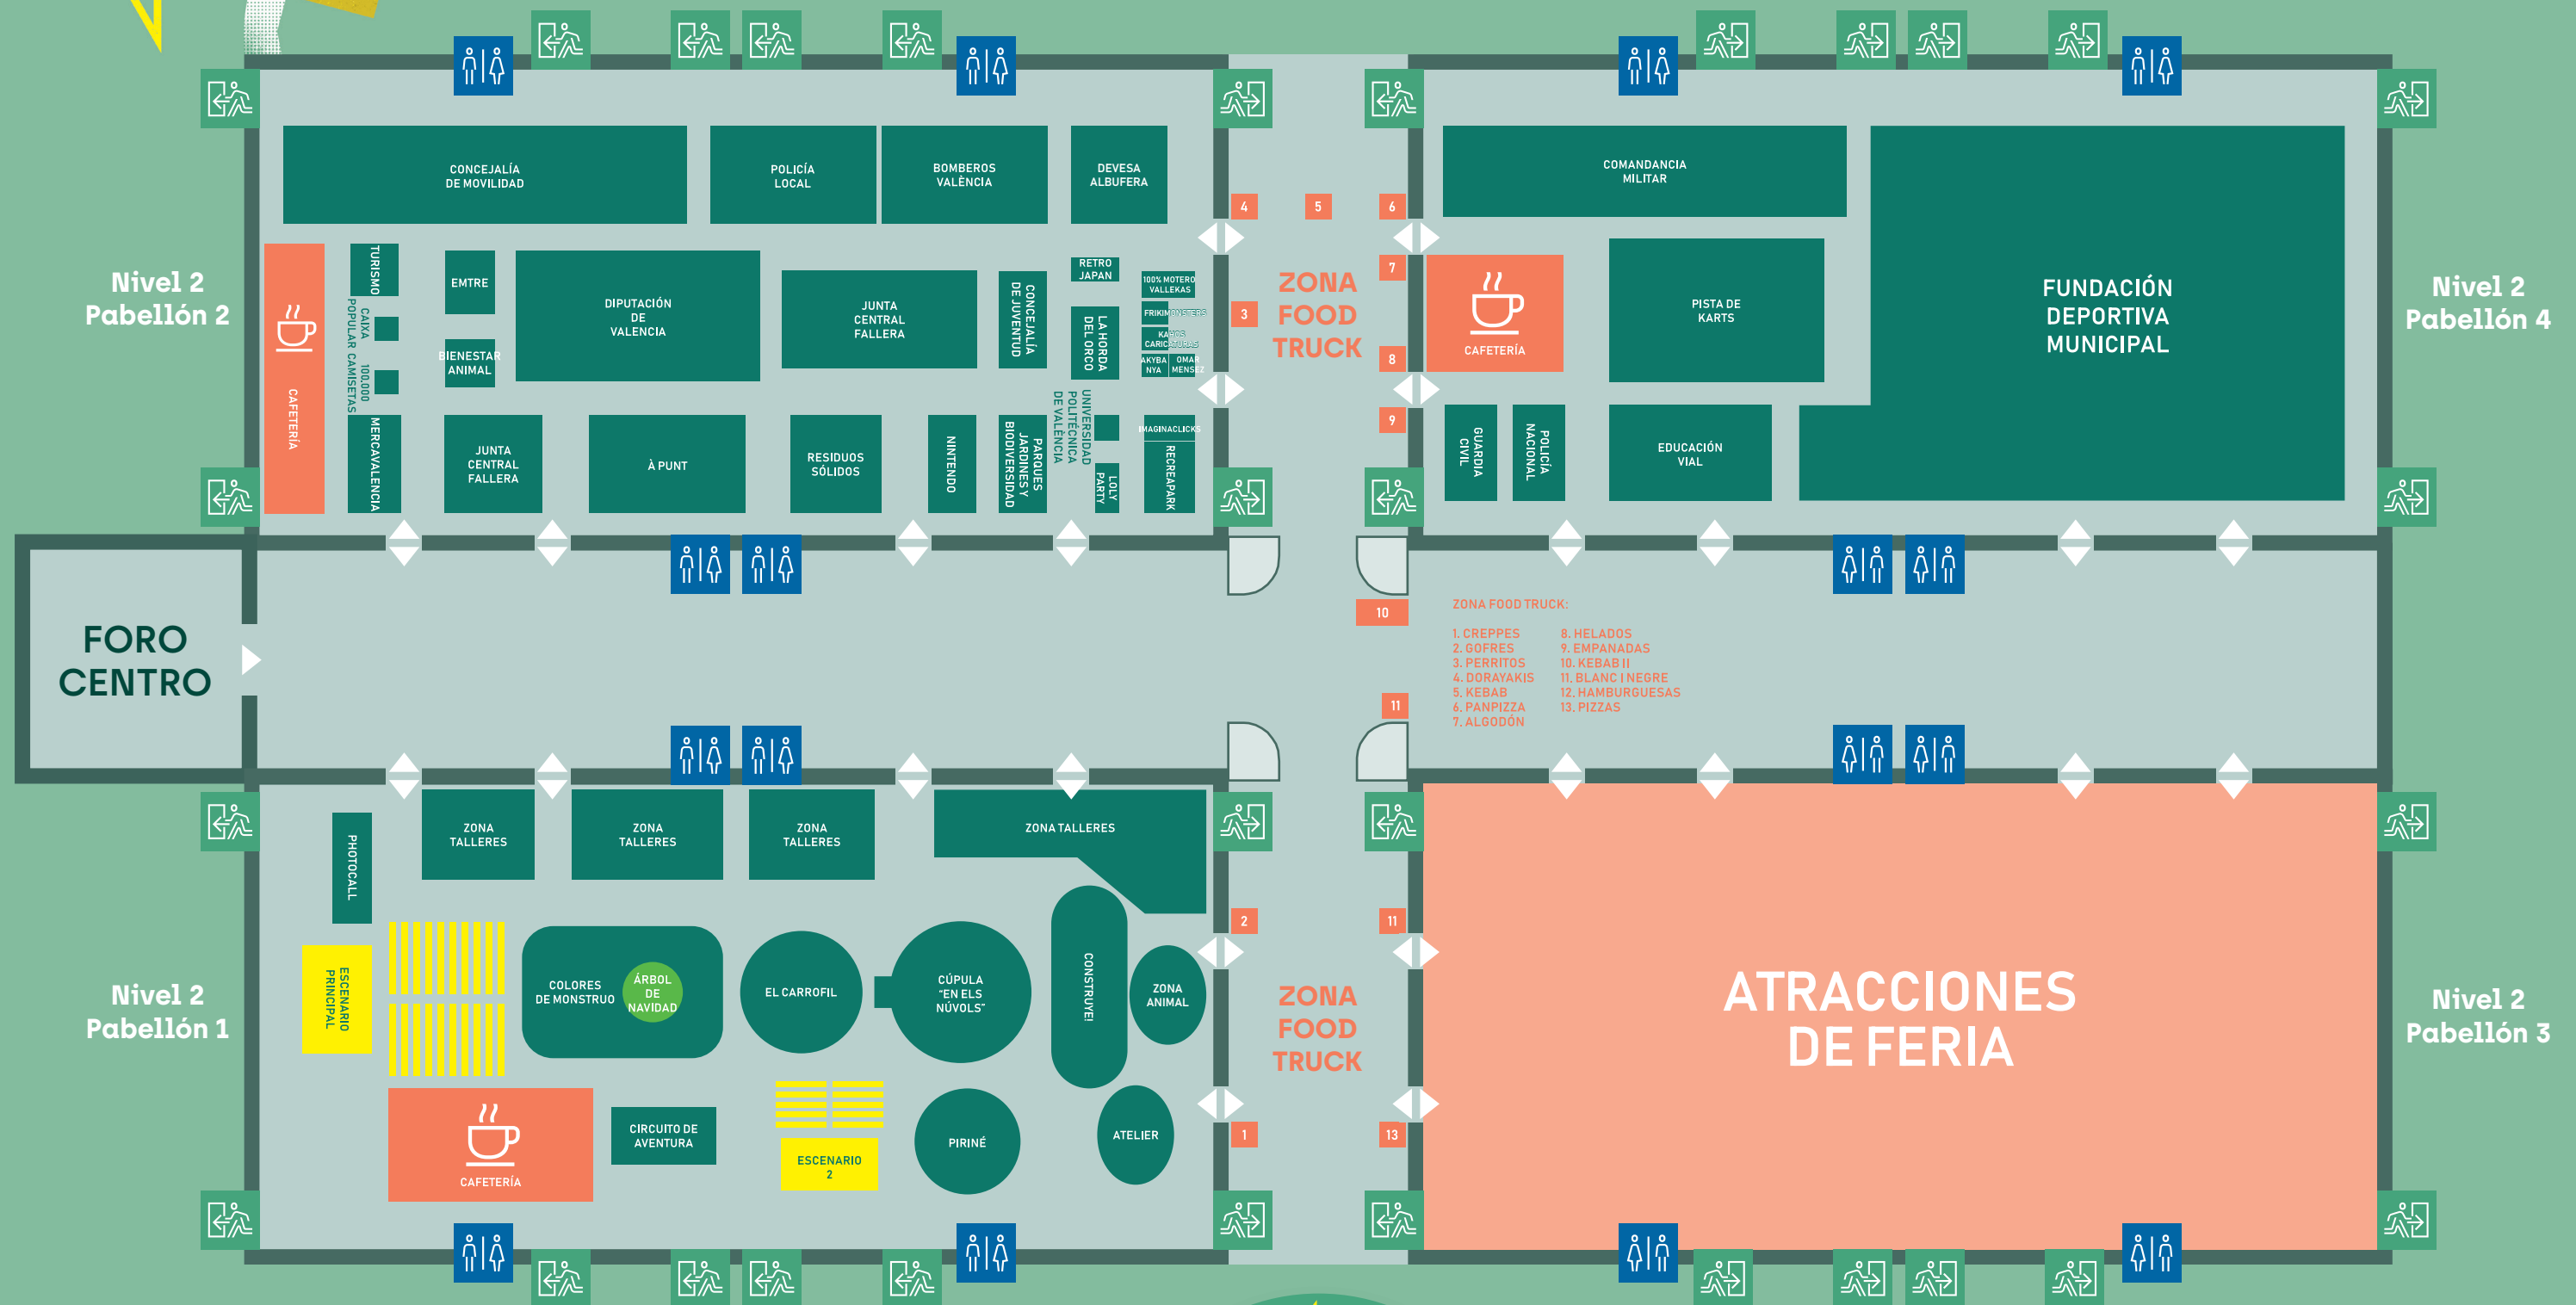 Nivel 2
Pabellón 2
CONCEJALÍA
DE MOVILIDAD
POLICÍA
LOCAL
BOMBEROS
VALÈNCIA
DEVESA
ALBUFERA
CAFETERÍA
TURISMO
CAIXA
POPULAR
100.000
CAMISETAS
MERCAVALENCIA
EMTRE
BIENESTAR
ANIMAL
DIPUTACIÓN
DE
VALENCIA
JUNTA
CENTRAL
FALLERA
CONCEJALÍA
DE JUVENTUD
RETRO
JAPAN
LA HORDA
DEL ORCO
100% MOTERO
VALLEKAS
FRIKIMONSTERS
KAROS
CARICATURAS
AKYBA
NYA
OMAR
MENSEZ
JUNTA
CENTRAL
FALLERA
À PUNT
RESIDUOS
SÓLIDOS
NINTENDO
PARQUES
JARDINES Y
BIODIVERSIDAD
UNIVERSIDAD
POLITÉCNICA
DE VALÈNCIA
LOLY
PARTY
IMAGINACLICKS
RECREAPARK
4
5
6
7
3
8
9
ZONA
FOOD
TRUCK
COMANDANCIA
MILITAR
CAFETERÍA
PISTA DE
KARTS
FUNDACIÓN
DEPORTIVA
MUNICIPAL
GUARDIA
CIVIL
POLICÍA
NACIONAL
EDUCACIÓN
VIAL
Nivel 2
Pabellón 4
FORO
CENTRO
10
11
ZONA FOOD TRUCK:
1. CREPPES
2. GOFRES
3. PERRITOS
4. DORAYAKIS
5. KEBAB
6. PANPIZZA
7. ALGODÓN
8. HELADOS
9. EMPANADAS
10. KEBAB II
11. BLANC I NEGRE
12. HAMBURGUESAS
13. PIZZAS
Nivel 2
Pabellón 1
PHOTOCALL
ZONA
TALLERES
ZONA
TALLERES
ZONA
TALLERES
ZONA TALLERES
ESCENARIO
PRINCIPAL
COLORES
DE MONSTRUO
ÁRBOL
DE
NAVIDAD
EL CARROFIL
CÚPULA
“EN ELS
NÚVOLS”
CONSTRUYE!
ZONA
ANIMAL
CAFETERÍA
CIRCUITO DE
AVENTURA
ESCENARIO
2
PIRINÉ
ATELIER
2
11
ZONA
FOOD
TRUCK
1
13
ATRACCIONES
DE FERIA
Nivel 2
Pabellón 3